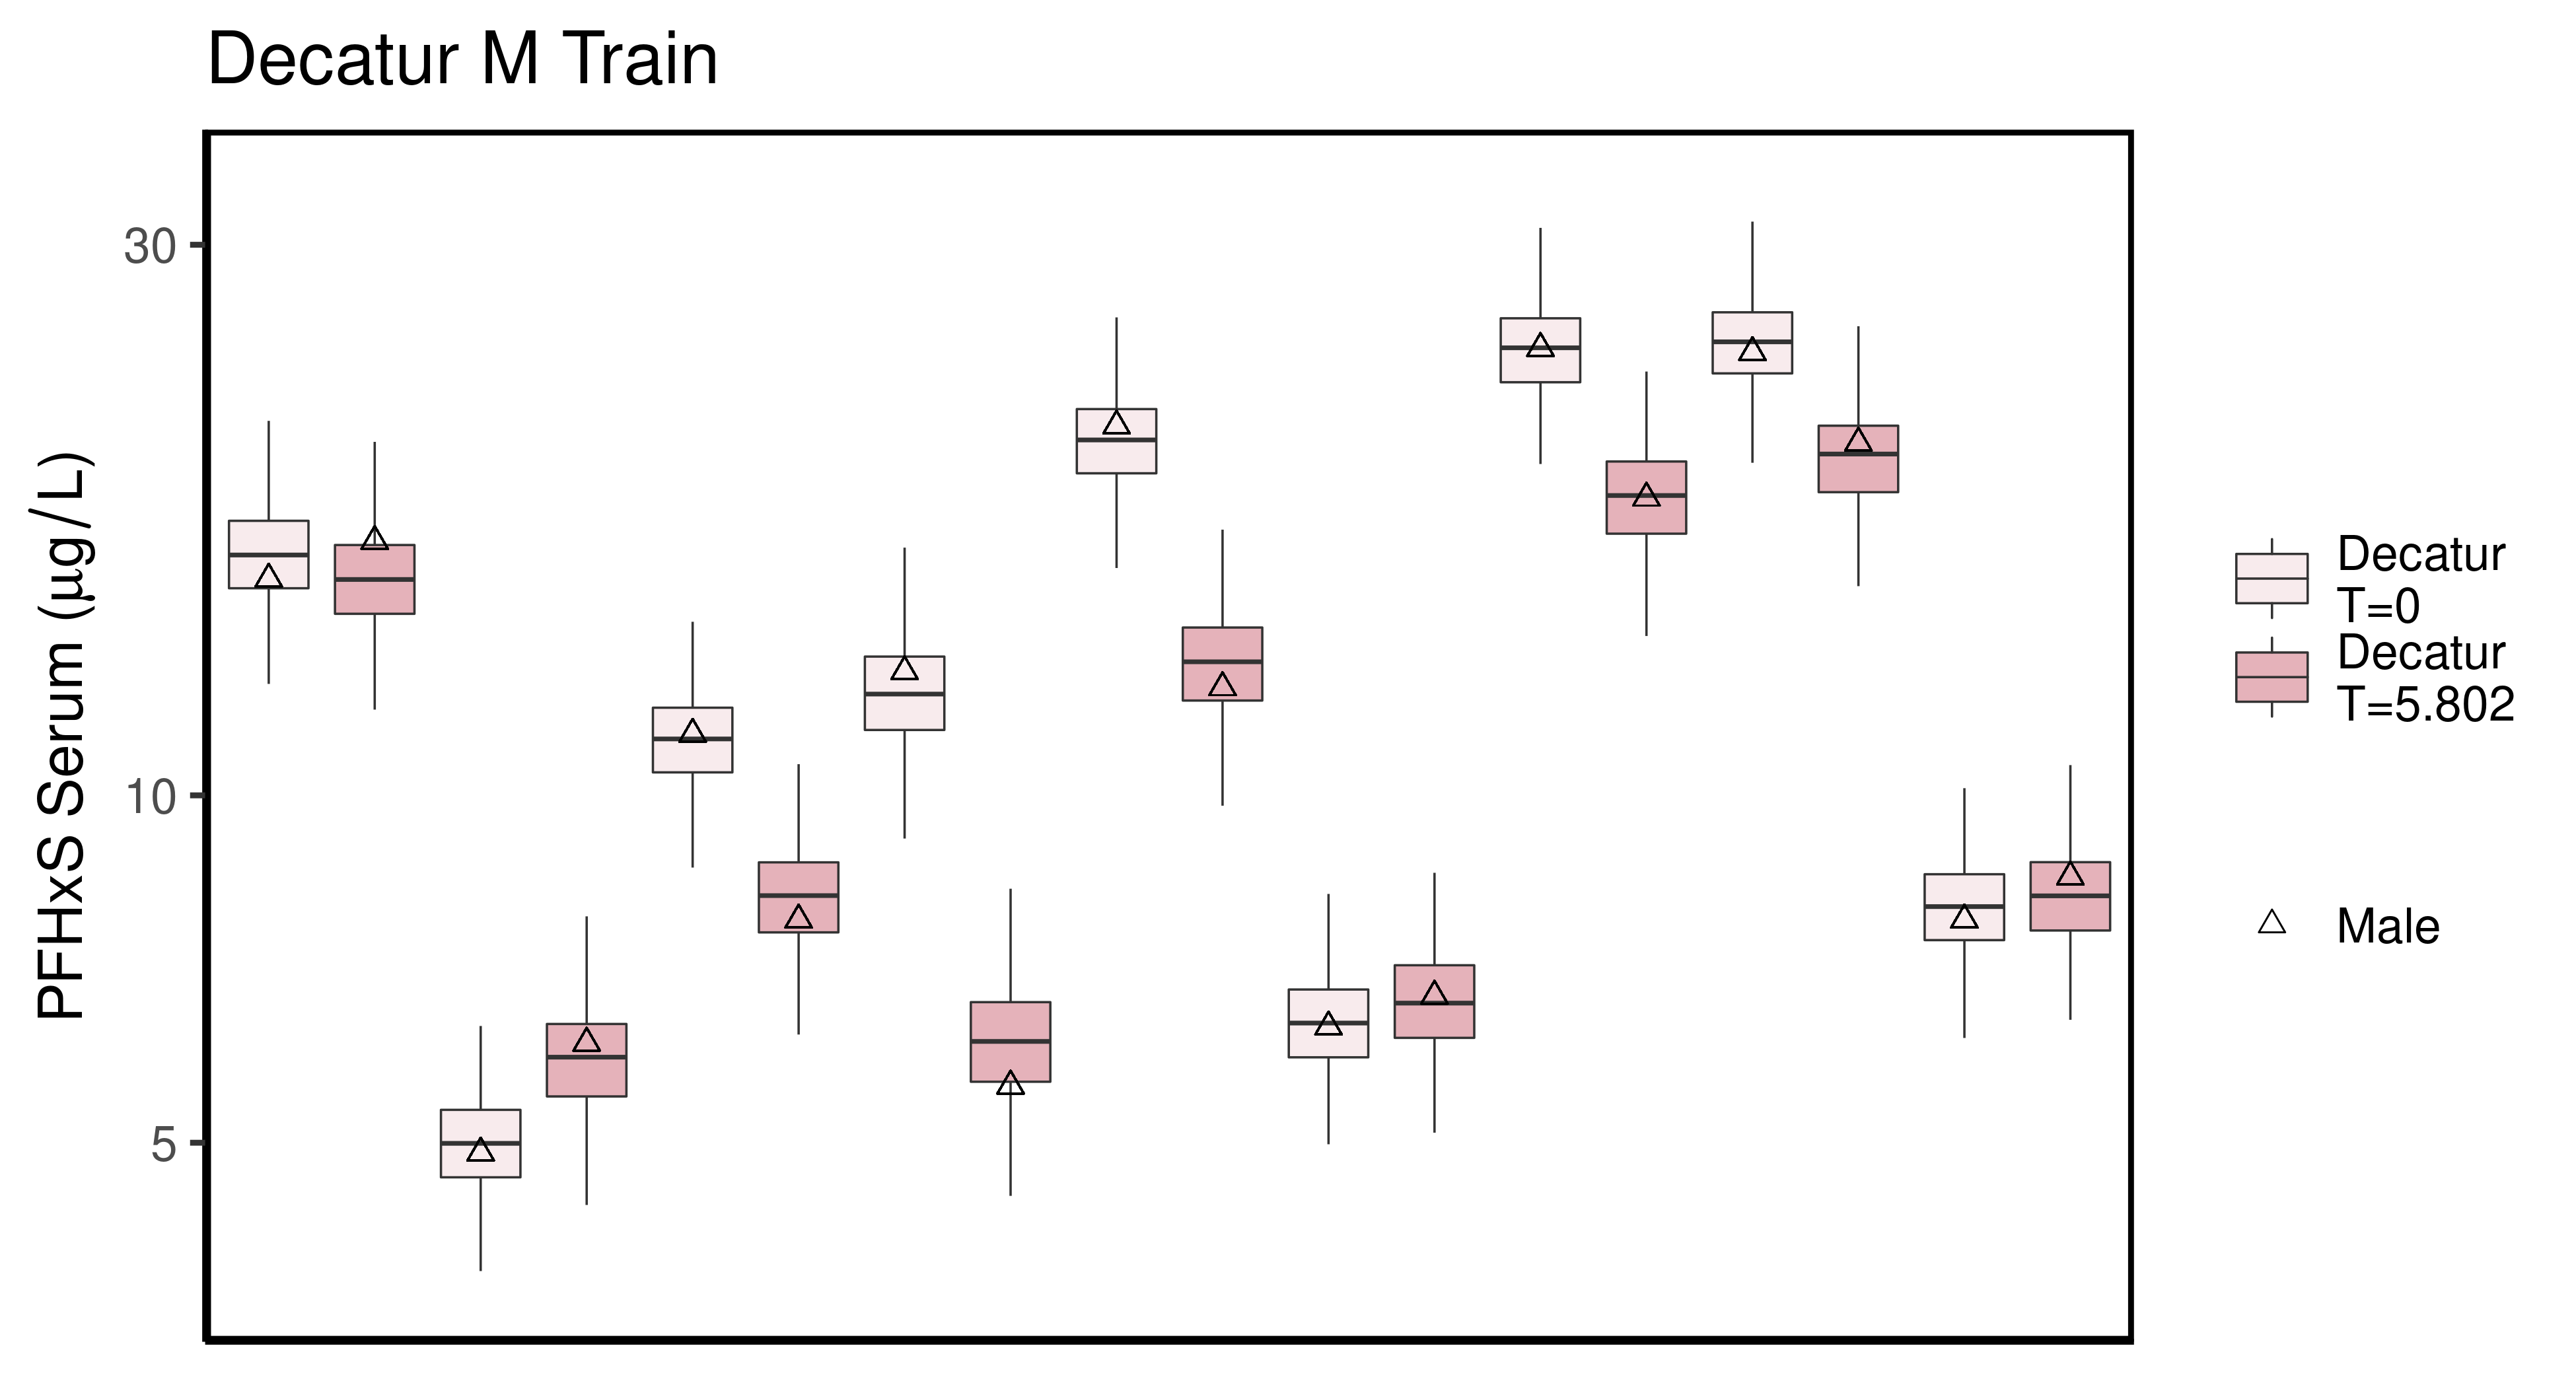 Decatur M Train
PFHxS Serum (μg / L)
30
10
5
Decatur
T=0
Decatur
T=5.802
Male